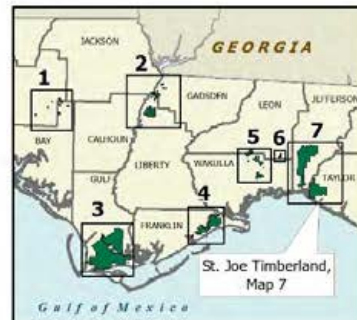 JACKSON
GEORGIA
1
2
GADSDEN
LEON
JEFFERSON
BAY
CALHOUN
5
6
7
LIBERTY
WAKULLA
GULF
TAYLOR
3
FRANKLIN
4
St. Joe Timberland,
Map 7
Gulf of Mexico